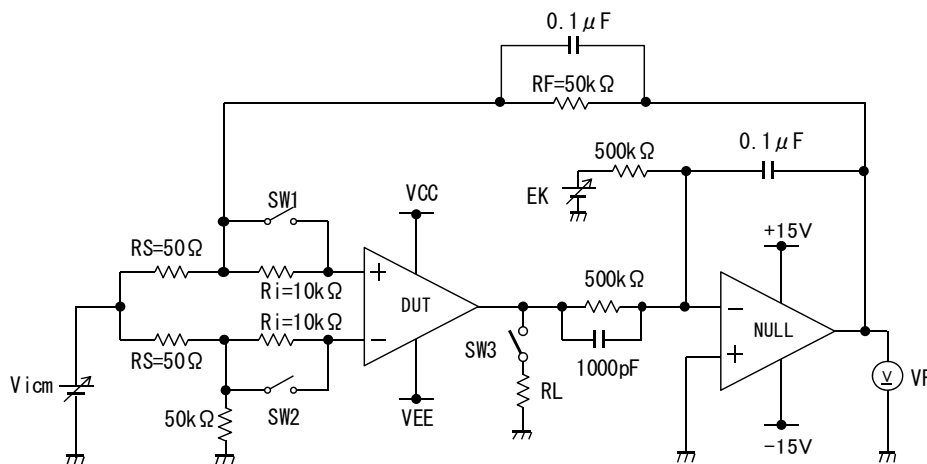 0.1μF
RF=50kΩ
0.1μF
500kΩ
EK
SW1
VCC
RS=50Ω
Ri=10kΩ
Ri=10kΩ
RS=50Ω
DUT
+
−
500kΩ
1000pF
+15V
−
+
NULL
SW3
RL
Vicm
50kΩ
SW2
VEE
−15V
V
VF